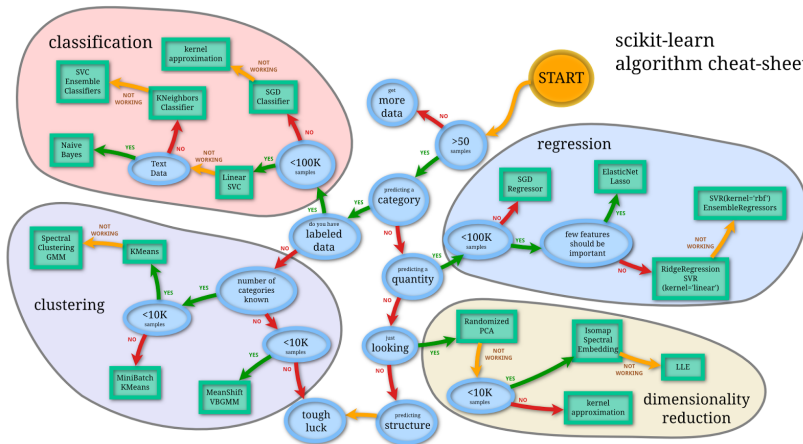 classification
scikit-learn
algorithm cheat-sheet
kernel
approximation
NOT
WORKING
START
SVC
Ensemble
Classifiers
NOT
WORKING
KNeighbors
Classifier
SGD
Classifier
get
more
data
NO
NO
NO
>50
samples
regression
Naive
Bayes
YES
Text
Data
NOT
WORKING
Linear
SVC
YES
<100K
samples
YES
YES
predicting a
category
YES
do you have
labeled
data
NO
NO
SGD
Regressor
NO
ElasticNet
Lasso
YES
SVR(kernel='rbf')
EnsembleRegressors
NOT
WORKING
<100K
samples
YES
few features
should be
important
NO
RidgeRegression
SVR
(kernel='linear')
YES
predicting a
quantity
NO
Spectral
Clustering
GMM
NOT
WORKING
KMeans
clustering
YES
YES
number of
categories
known
NO
<10K
samples
NO
MiniBatch
KMeans
<10K
samples
YES
NO
MeanShift
VBGMM
just
looking
YES
NO
Randomized
PCA
NOT
WORKING
Isomap
Spectral
Embedding
NOT
WORKING
LLE
<10K
samples
YES
NO
kernel
approximation
dimensionality
reduction
tough
luck
predicting
structure